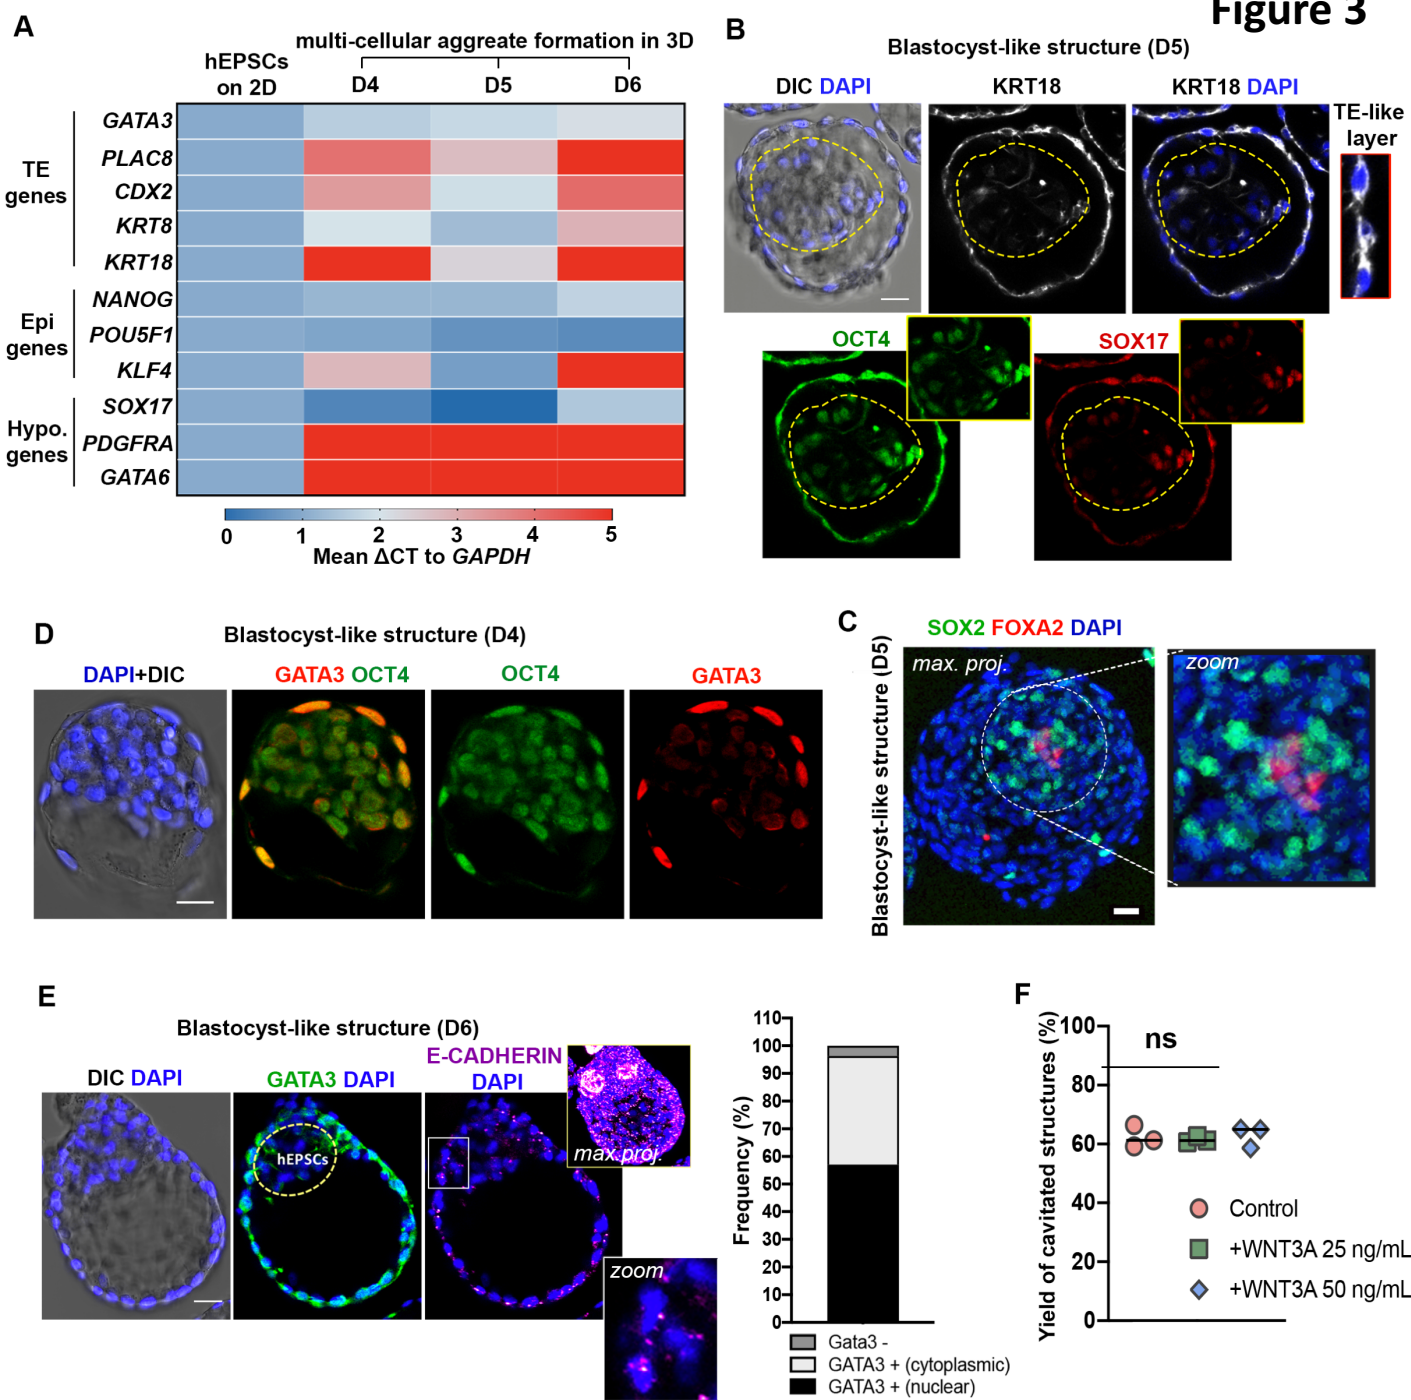 Figure 3
A
multi-cellular aggreate formation in 3D
hEPSCs
on 2D
D4
D5
D6
TE
genes
GATA3
PLAC8
CDX2
KRT8
KRT18
Epi
genes
NANOG
POU5F1
KLF4
Hypo.
genes
SOX17
PDGFRA
GATA6
0 1 2 3 4 5
Mean ΔCT to GAPDH
B
Blastocyst-like structure (D5)
DIC DAPI
KRT18
KRT18 DAPI
TE-like
layer
OCT4
SOX17
C
Blastocyst-like structure (D5)
SOX2 FOXA2 DAPI
max. proj.
zoom
D
Blastocyst-like structure (D4)
DAPI+DIC
GATA3 OCT4
OCT4
GATA3
E
Blastocyst-like structure (D6)
DIC DAPI
GATA3 DAPI
E-CADHERIN
DAPI
hEPSCs
max.proj.
zoom
Frequency (%)
110
100
90
80
70
60
50
40
30
20
10
0
Gata3 -
GATA3 + (cytoplasmic)
GATA3 + (nuclear)
F
Yield of cavitated structures (%)
100
80
60
40
20
0
ns
Control
+WNT3A 25 ng/mL
+WNT3A 50 ng/mL